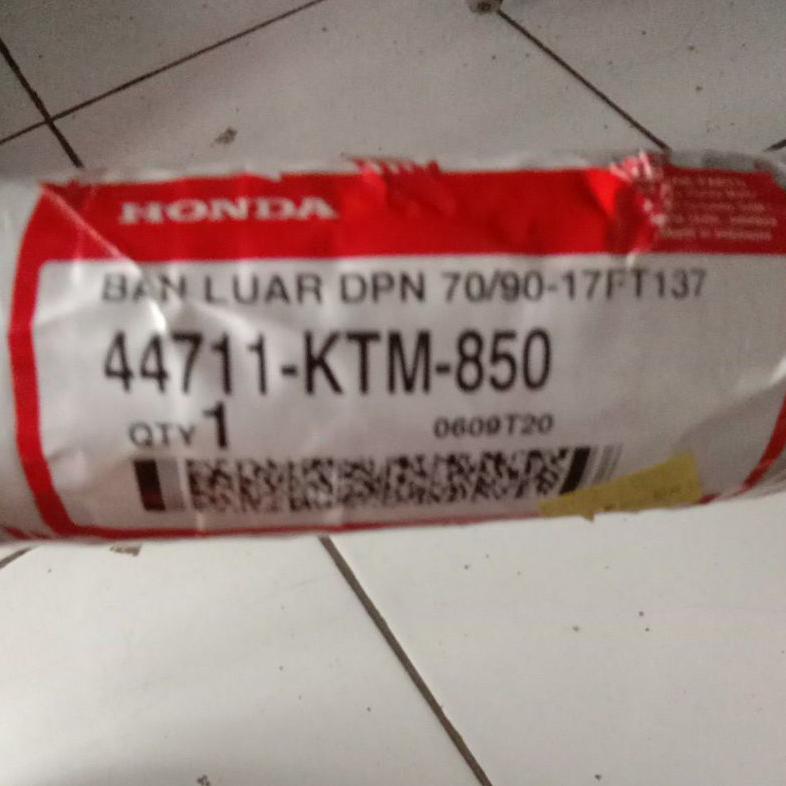 HONDA
BAN LUAR DPN 70/90-17FT137
44711-KTM-850
QTY 1
0609T20